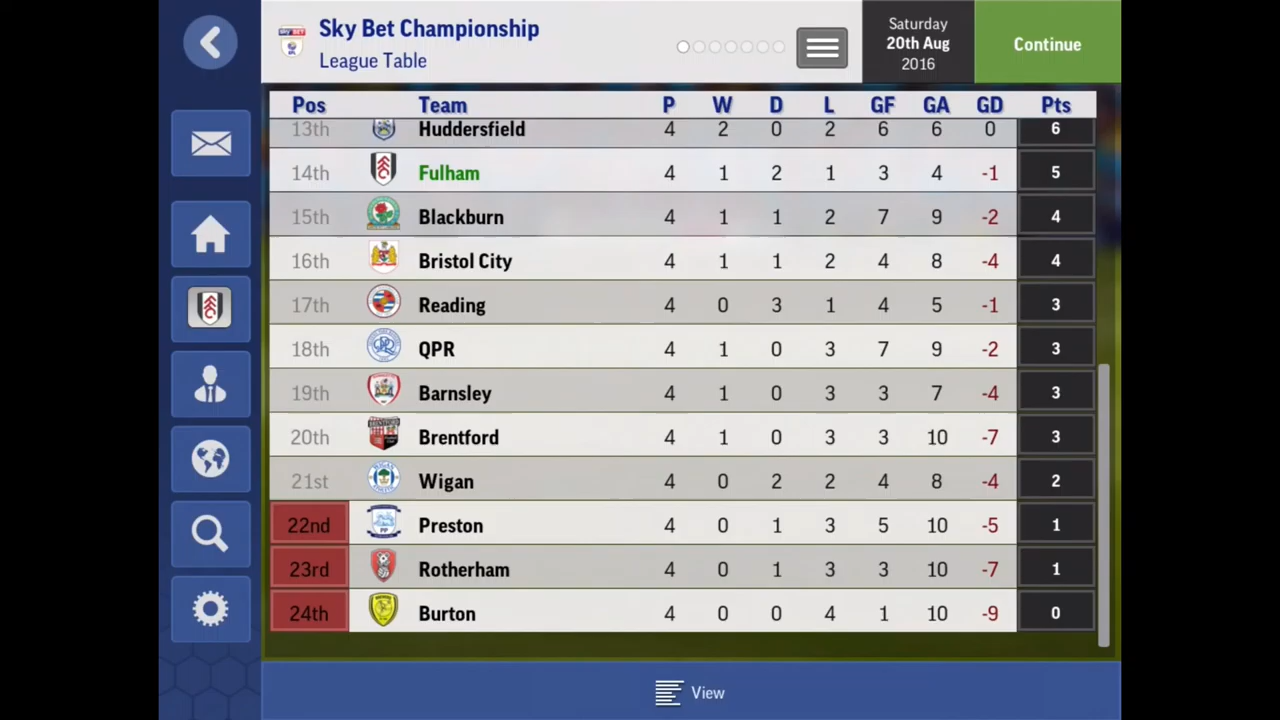 Sky Bet Championship
League Table
Saturday
20th Aug
2016
Continue
Pos Team P W D L GF GA GD Pts
13th Huddersfield 4 2 0 2 6 6 0 6
14th Fulham 4 1 2 1 3 4 -1 5
15th Blackburn 4 1 1 2 7 9 -2 4
16th Bristol City 4 1 1 2 4 8 -4 4
17th Reading 4 0 3 1 4 5 -1 3
18th QPR 4 1 0 3 7 9 -2 3
19th Barnsley 4 1 0 3 3 7 -4 3
20th Brentford 4 1 0 3 3 10 -7 3
21st Wigan 4 0 2 2 4 8 -4 2
22nd Preston 4 0 1 3 5 10 -5 1
23rd Rotherham 4 0 1 3 3 10 -7 1
24th Burton 4 0 0 4 1 10 -9 0
View